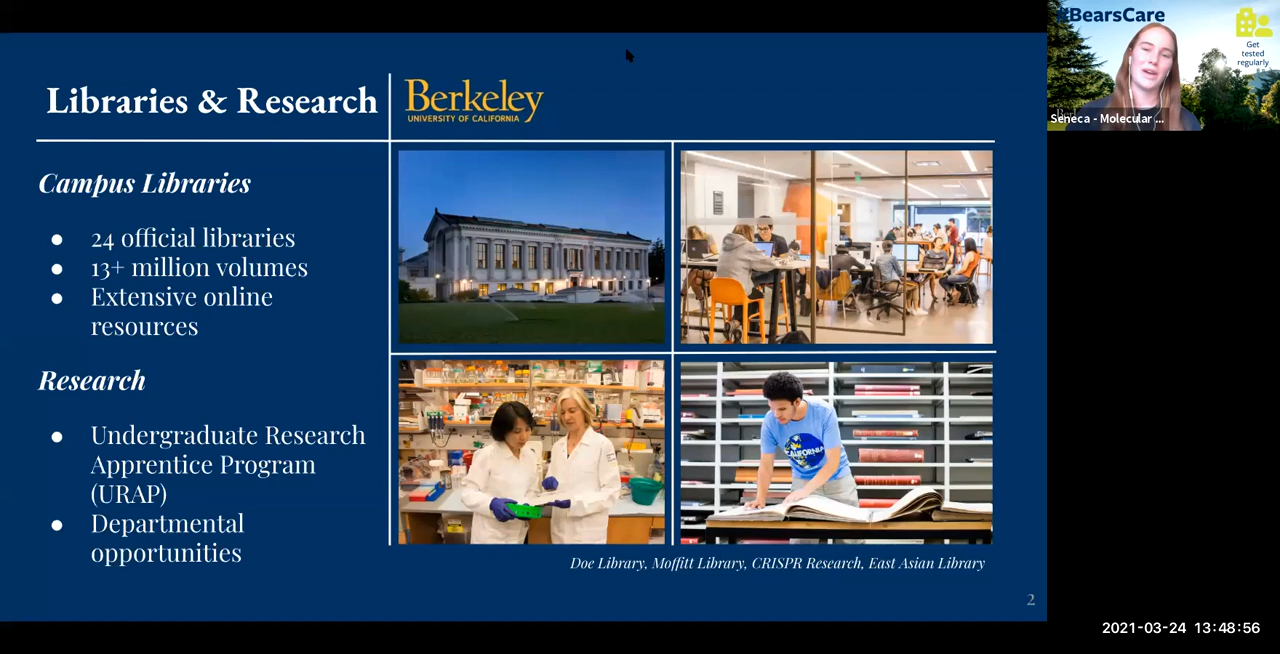 Libraries & Research
Berkeley
UNIVERSITY OF CALIFORNIA
Campus Libraries
● 24 official libraries
● 13+ million volumes
● Extensive online
resources
Research
● Undergraduate Research
Apprentice Program
(URAP)
● Departmental
opportunities
CALIFORNIA
Doe Library, Moffitt Library, CRISPR Research, East Asian Library
2
#BearsCare
Get
tested
regularly
Seneca - Molecular ...
2021-03-24 13:48:56